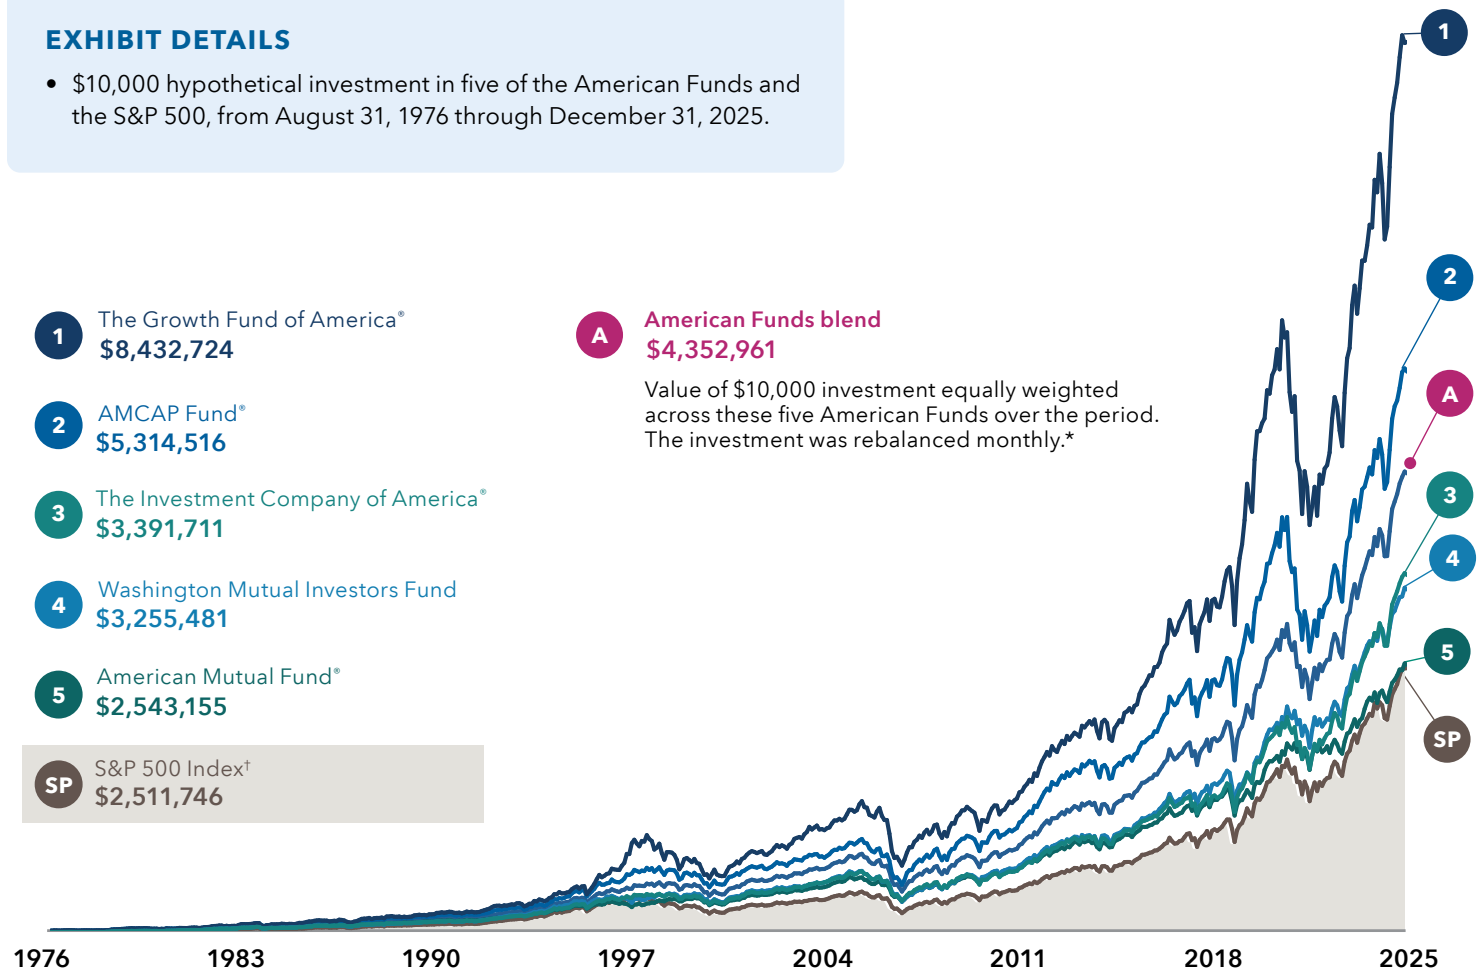 EXHIBIT DETAILS
• $10,000 hypothetical investment in five of the American Funds and
the S&P 500, from August 31, 1976 through December 31, 2025.
1
The Growth Fund of America®
$8,432,724
2
AMCAP Fund®
$5,314,516
3
The Investment Company of America®
$3,391,711
4
Washington Mutual Investors Fund
$3,255,481
5
American Mutual Fund®
$2,543,155
SP
S&P 500 Index†
$2,511,746
A
American Funds blend
$4,352,961
Value of $10,000 investment equally weighted
across these five American Funds over the period.
The investment was rebalanced monthly.*
1
2
A
3
4
5
SP
1976 1983 1990 1997 2004 2011 2018 2025